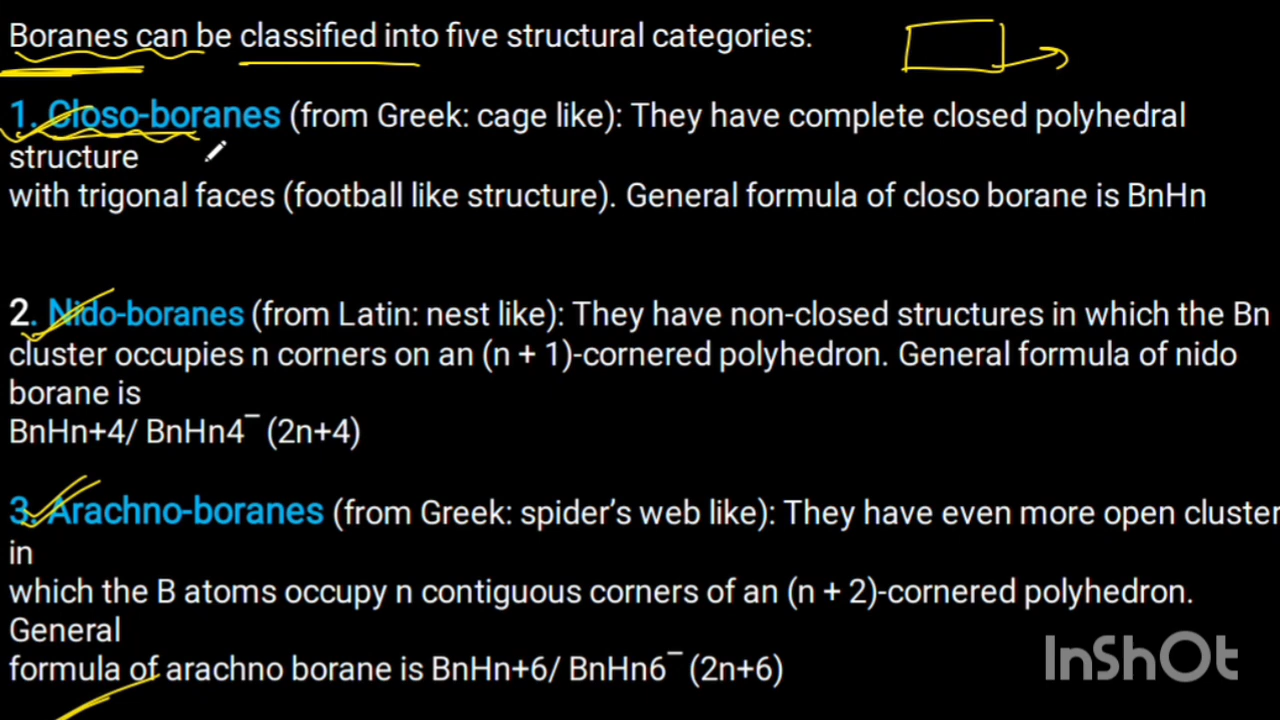 Boranes can be classified into five structural categories:
1. Closo-boranes (from Greek: cage like): They have complete closed polyhedral
structure
with trigonal faces (football like structure). General formula of closo borane is BnHn
2. Nido-boranes (from Latin: nest like): They have non-closed structures in which the Bn
cluster occupies n corners on an (n + 1)-cornered polyhedron. General formula of nido
borane is
BnHn+4/ BnHn4¯ (2n+4)
3. Arachno-boranes (from Greek: spider’s web like): They have even more open cluster
in
which the B atoms occupy n contiguous corners of an (n + 2)-cornered polyhedron.
General
formula of arachno borane is BnHn+6/ BnHn6¯ (2n+6)
InShOt